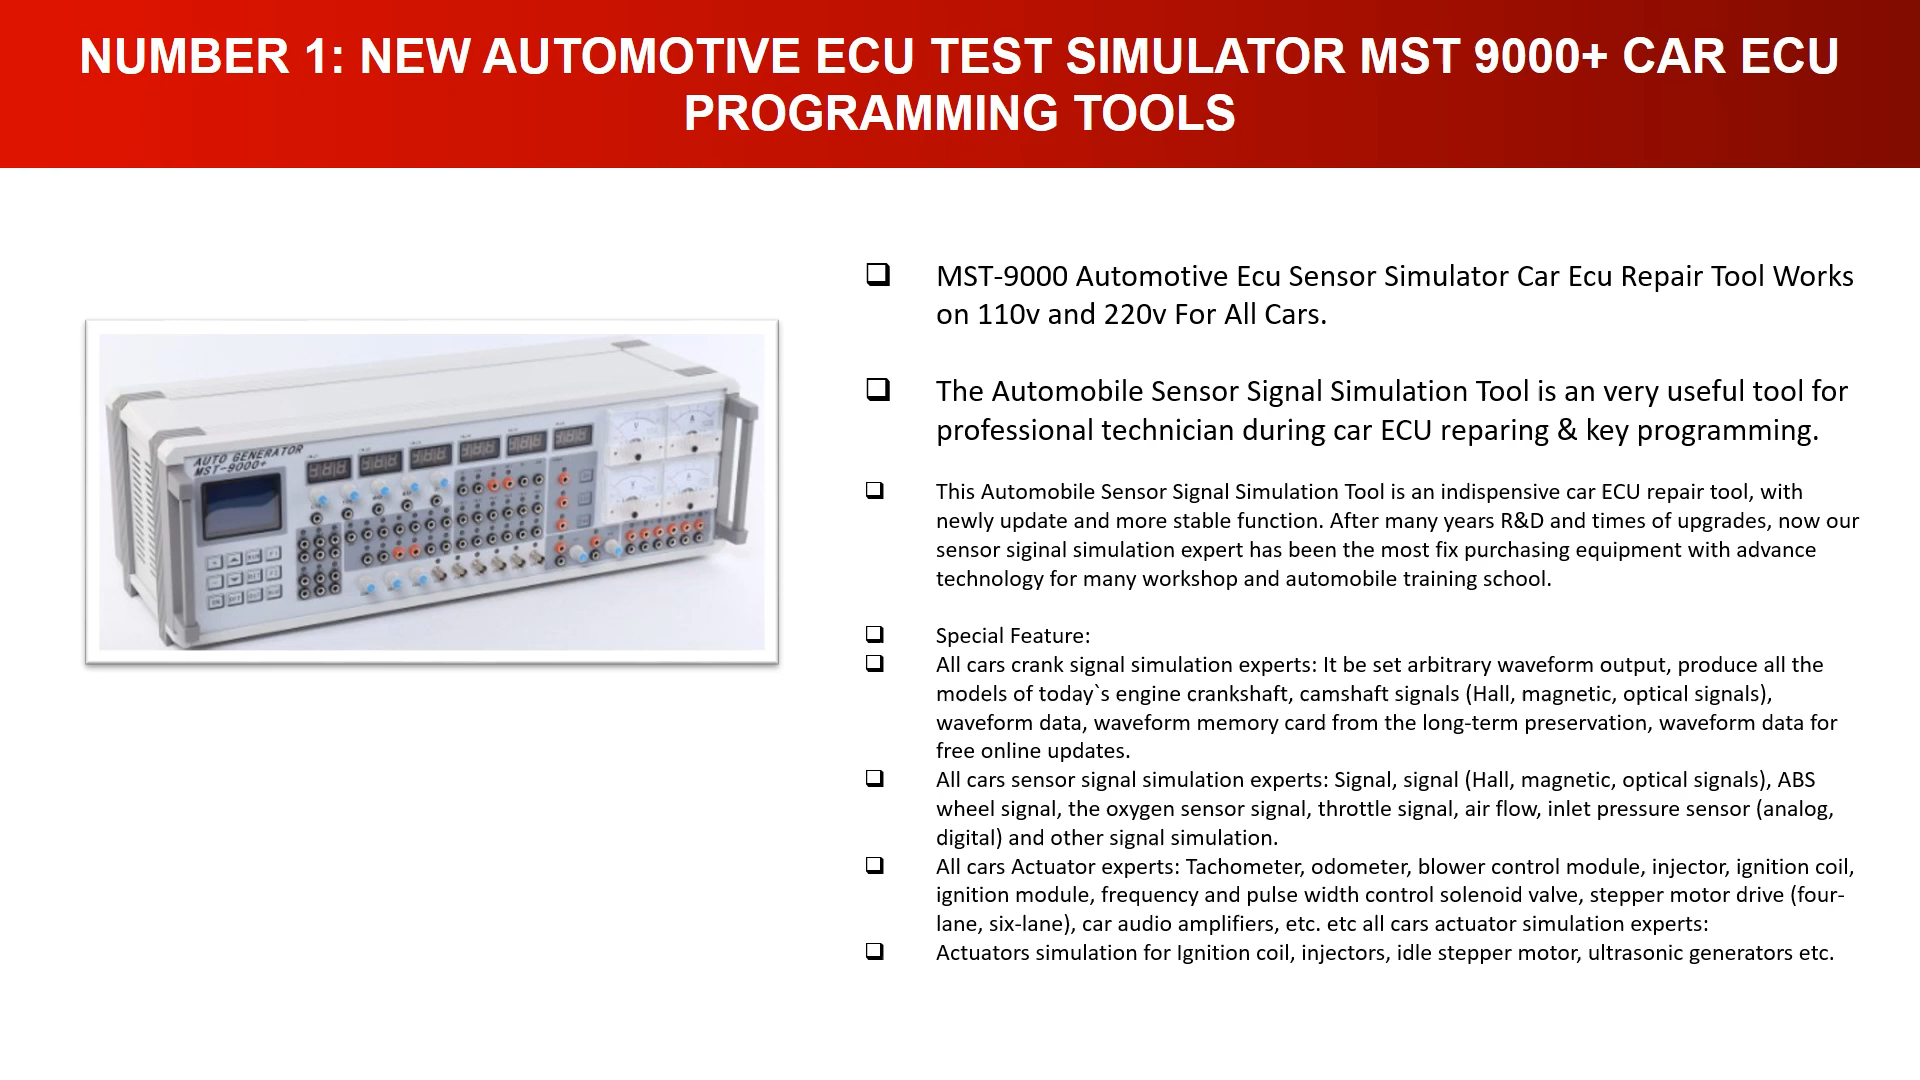 NUMBER 1: NEW AUTOMOTIVE ECU TEST SIMULATOR MST 9000+ CAR ECU
PROGRAMMING TOOLS
AUTO GENERATOR
MST-9000+
❑ MST-9000 Automotive Ecu Sensor Simulator Car Ecu Repair Tool Works
on 110v and 220v For All Cars.
❑ The Automobile Sensor Signal Simulation Tool is an very useful tool for
professional technician during car ECU reparing & key programming.
❑ This Automobile Sensor Signal Simulation Tool is an indispensive car ECU repair tool, with
newly update and more stable function. After many years R&D and times of upgrades, now our
sensor siginal simulation expert has been the most fix purchasing equipment with advance
technology for many workshop and automobile training school.
❑ Special Feature:
❑ All cars crank signal simulation experts: It be set arbitrary waveform output, produce all the
models of today`s engine crankshaft, camshaft signals (Hall, magnetic, optical signals),
waveform data, waveform memory card from the long-term preservation, waveform data for
free online updates.
❑ All cars sensor signal simulation experts: Signal, signal (Hall, magnetic, optical signals), ABS
wheel signal, the oxygen sensor signal, throttle signal, air flow, inlet pressure sensor (analog,
digital) and other signal simulation.
❑ All cars Actuator experts: Tachometer, odometer, blower control module, injector, ignition coil,
ignition module, frequency and pulse width control solenoid valve, stepper motor drive (four-
lane, six-lane), car audio amplifiers, etc. etc all cars actuator simulation experts:
❑ Actuators simulation for Ignition coil, injectors, idle stepper motor, ultrasonic generators etc.